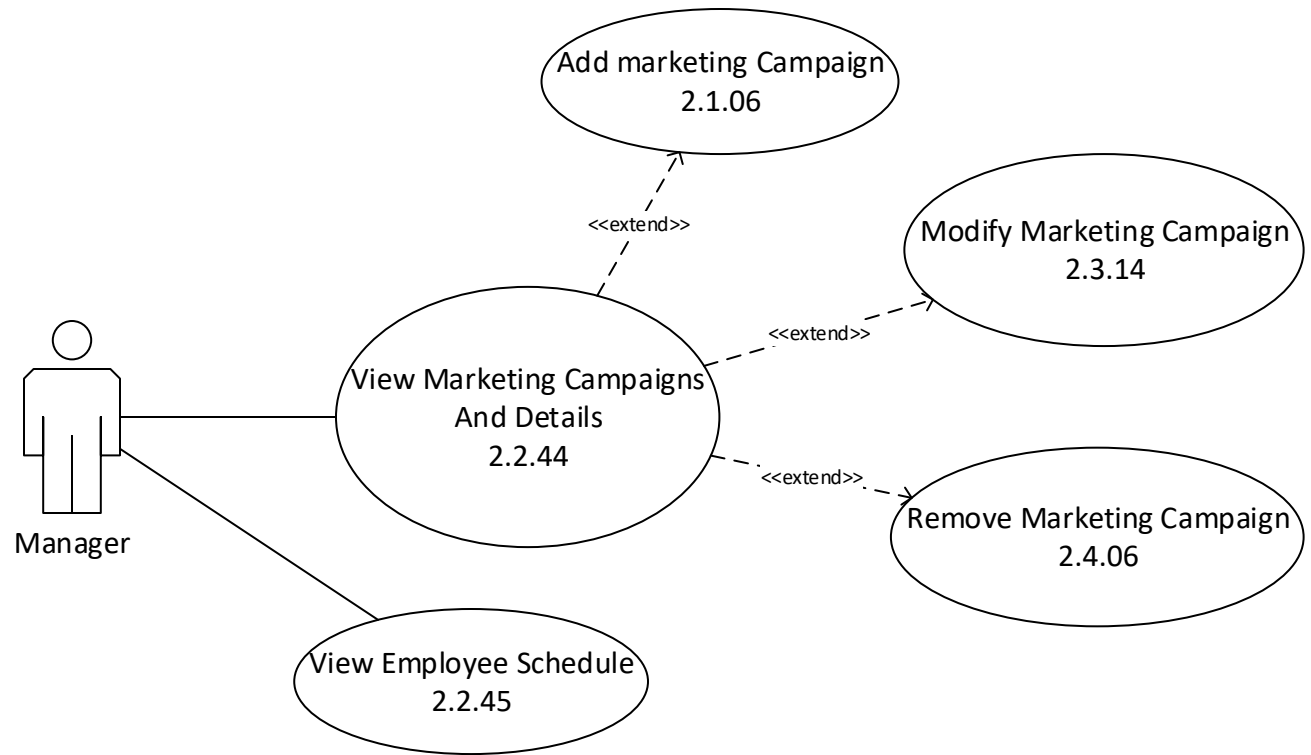 Add marketing Campaign
2.1.06
<<extend>>
Modify Marketing Campaign
2.3.14
<<extend>>
View Marketing Campaigns
And Details
2.2.44
<<extend>>
Remove Marketing Campaign
2.4.06
Manager
View Employee Schedule
2.2.45